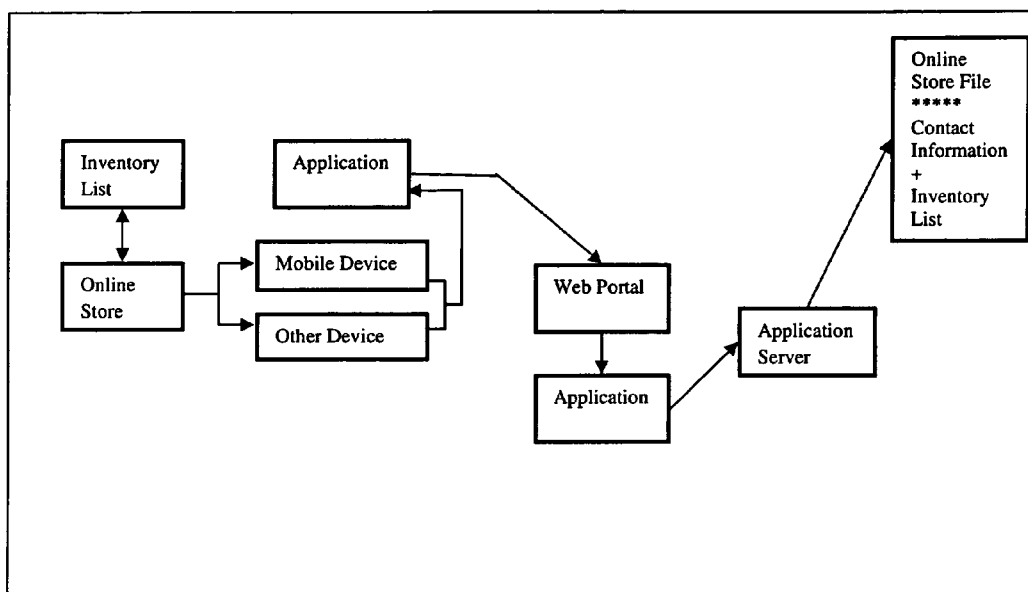 Inventory
List
Online
Store
Application
Mobile Device
Other Device
Web Portal
Application
Application
Server
Online
Store File
*****
Contact
Information
+
Inventory
List